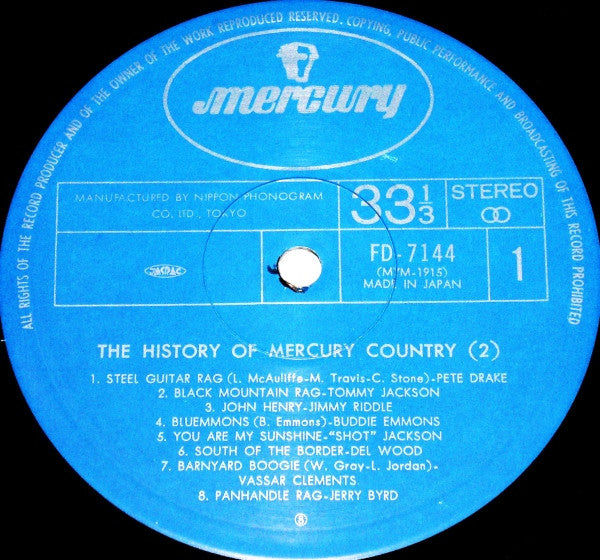 ALL RIGHTS OF THE RECORD PRODUCER AND OF THE OWNER OF THE WORK REPRODUCED RESERVED. COPYING, PUBLIC PERFORMANCE AND BROADCASTING OF THIS RECORD PROHIBITED
mercury
MANUFACTURED BY NIPPON PHONOGRAM
CO., LTD., TOKYO
33 1/3
STEREO
JASRAC
FD-7144
(MYM-1915)
MADE IN JAPAN
1
THE HISTORY OF MERCURY COUNTRY (2)
1. STEEL GUITAR RAG (L. McAuliffe-M. Travis-C. Stone)-PETE DRAKE
2. BLACK MOUNTAIN RAG-TOMMY JACKSON
3. JOHN HENRY-JIMMY RIDDLE
4. BLUEMMONS (B. Emmons)-BUDDIE EMMONS
5. YOU ARE MY SUNSHINE-"SHOT" JACKSON
6. SOUTH OF THE BORDER-DEL WOOD
7. BARNYARD BOOGIE (W. Gray-L. Jordan)-
VASSAR CLEMENTS
8. PANHANDLE RAG-JERRY BYRD